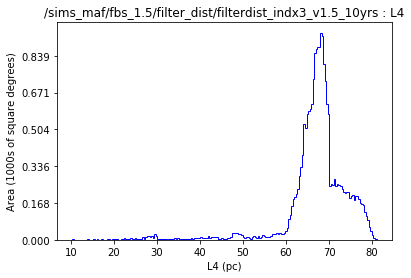 /sims_maf/fbs_1.5/filter_dist/filterdist_indx3_v1.5_10yrs : L4
0.839
0.671
0.504
0.336
0.168
0.000
Area (1000s of square degrees)
10 20 30 40 50 60 70 80
L4 (pc)